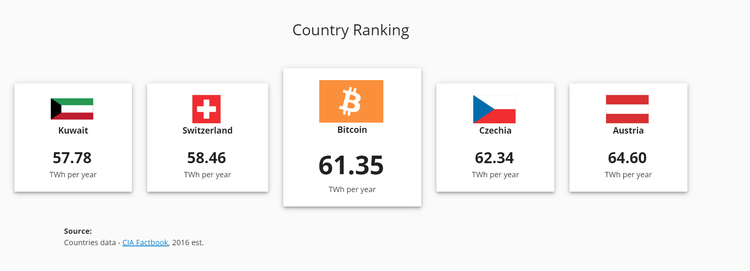 Country Ranking
Kuwait
57.78
TWh per year
Switzerland
58.46
TWh per year
Bitcoin
61.35
TWh per year
Czechia
62.34
TWh per year
Austria
64.60
TWh per year
Source:
Countries data - CIA Factbook, 2016 est.